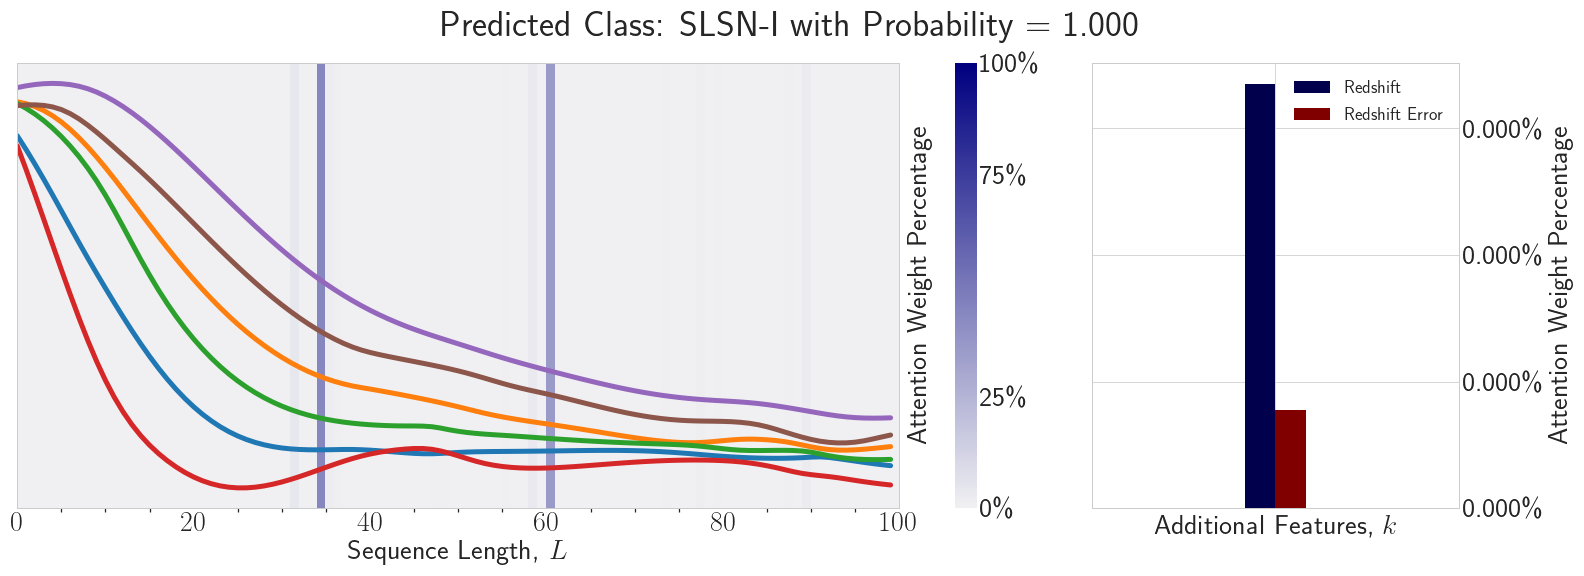 Predicted Class: SLSN-I with Probability = 1.000
0
20
40
60
80
100
Sequence Length, L
100%
75%
25%
0%
Attention Weight Percentage
Redshift
Redshift Error
0.000%
0.000%
0.000%
0.000%
Attention Weight Percentage
Additional Features, k